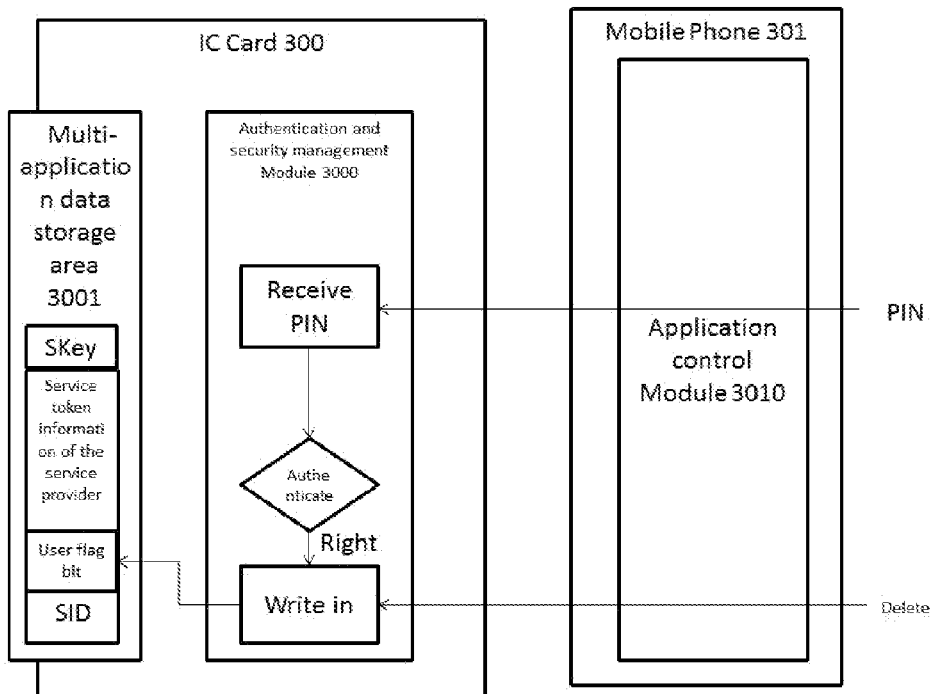 IC Card 300
Mobile Phone 301
Multi-
applicatio
n data
storage
area
3001
SKey
Service
token
informati
on of the
service
provider
User flag
bit
SID
Authentication and
security management
Module 3000
Receive
PIN
Authe
nticate
Right
Write in
Application
control
Module 3010
PIN
Delete